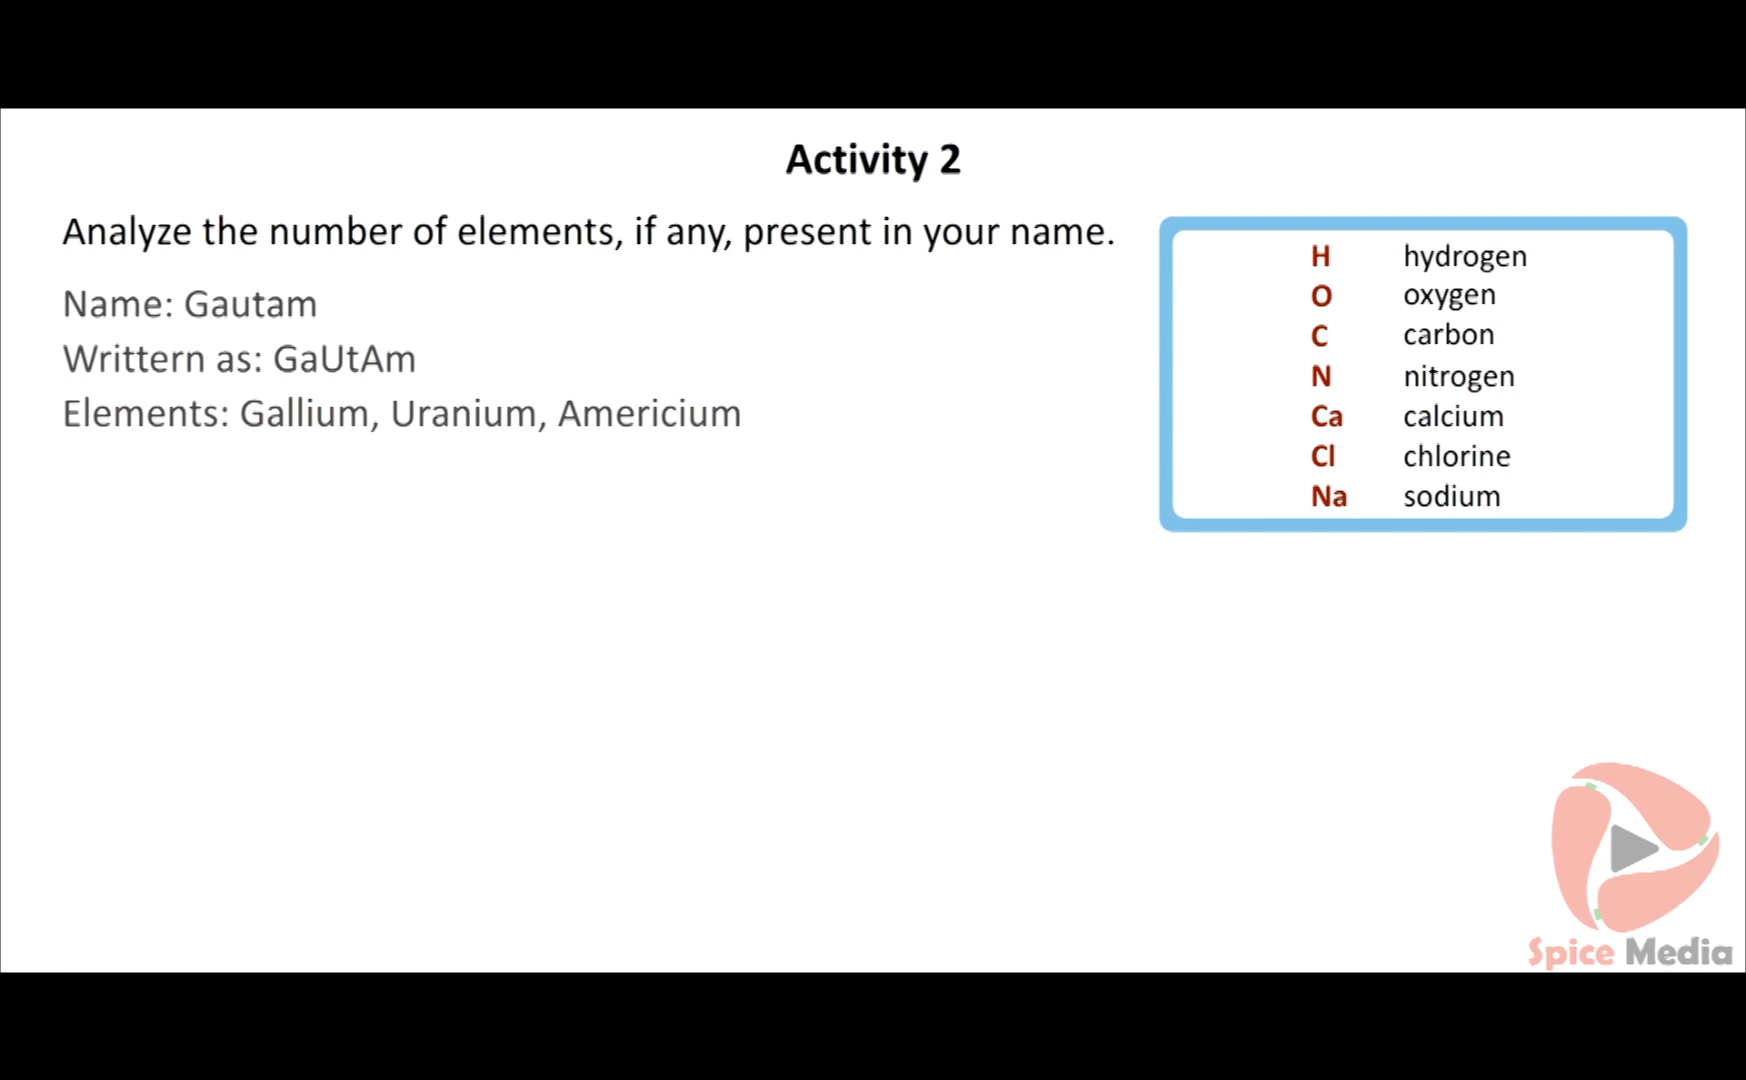 Activity 2
Analyze the number of elements, if any, present in your name.
Name: Gautam
Writtern as: GaUtAm
Elements: Gallium, Uranium, Americium
H hydrogen
O oxygen
C carbon
N nitrogen
Ca calcium
Cl chlorine
Na sodium
Spice Media